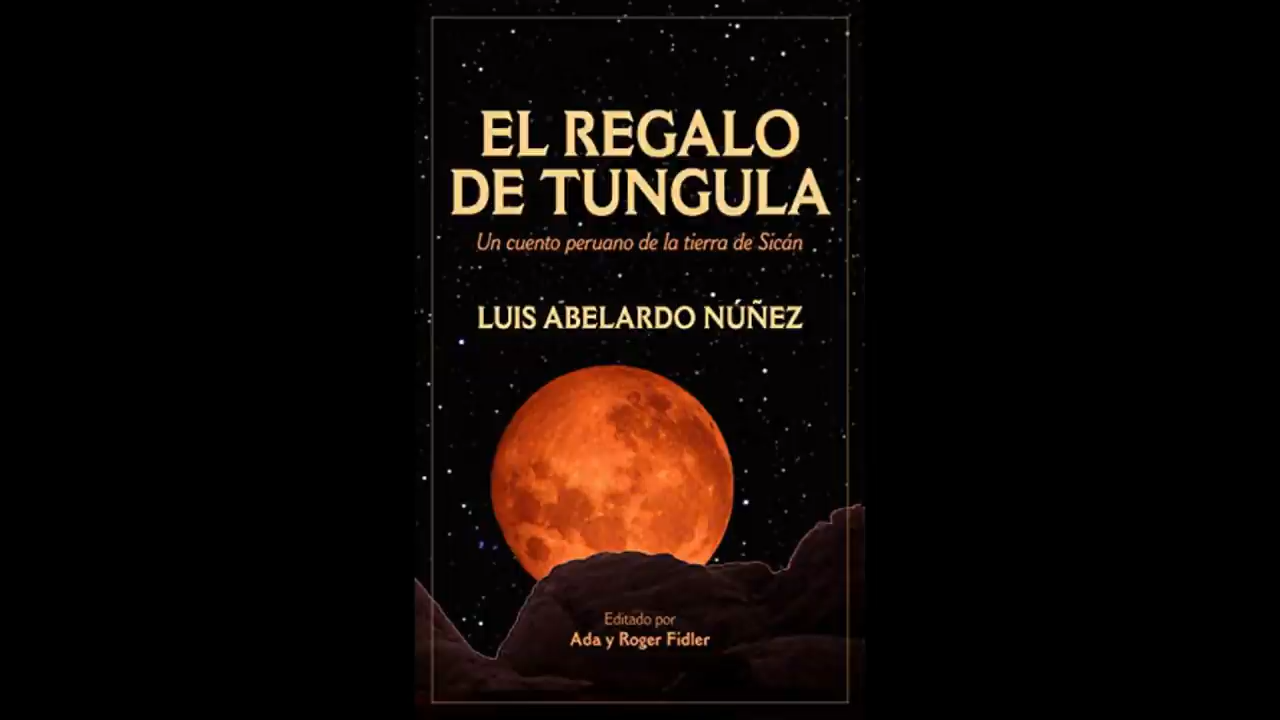 EL REGALO
DE TUNGULA
Un cuento peruano de la tierra de Sicán
LUIS ABELARDO NÚÑEZ
Editado por
Ada y Roger Fidler